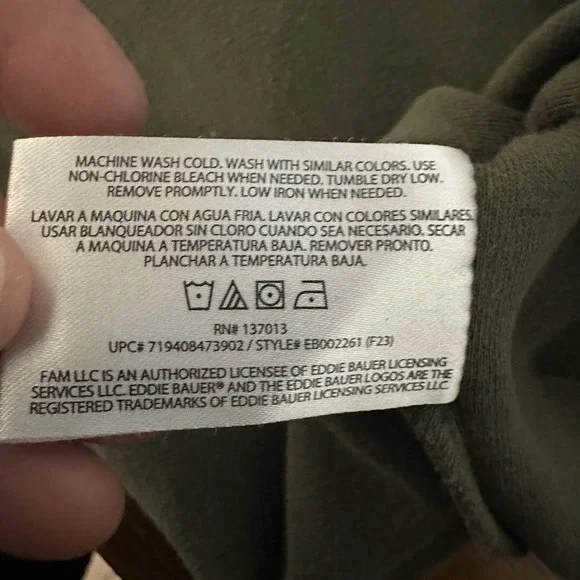 MACHINE WASH COLD. WASH WITH SIMILAR COLORS. USE
NON-CHLORINE BLEACH WHEN NEEDED. TUMBLE DRY LOW.
REMOVE PROMPTLY. LOW IRON WHEN NEEDED.
LAVAR A MAQUINA CON AGUA FRIA. LAVAR CON COLORES SIMILARES.
USAR BLANQUEADOR SIN CLORO CUANDO SEA NECESARIO. SECAR
A MAQUINA A TEMPERATURA BAJA. REMOVER PRONTO.
PLANCHAR A TEMPERATURA BAJA.
RN# 137013
UPC# 719408473902 / STYLE# EB002261 (F23)
FAM LLC IS AN AUTHORIZED LICENSEE OF EDDIE BAUER LICENSING
SERVICES LLC. EDDIE BAUER® AND THE EDDIE BAUER LOGOS ARE THE
REGISTERED TRADEMARKS OF EDDIE BAUER LICENSING SERVICES LLC.